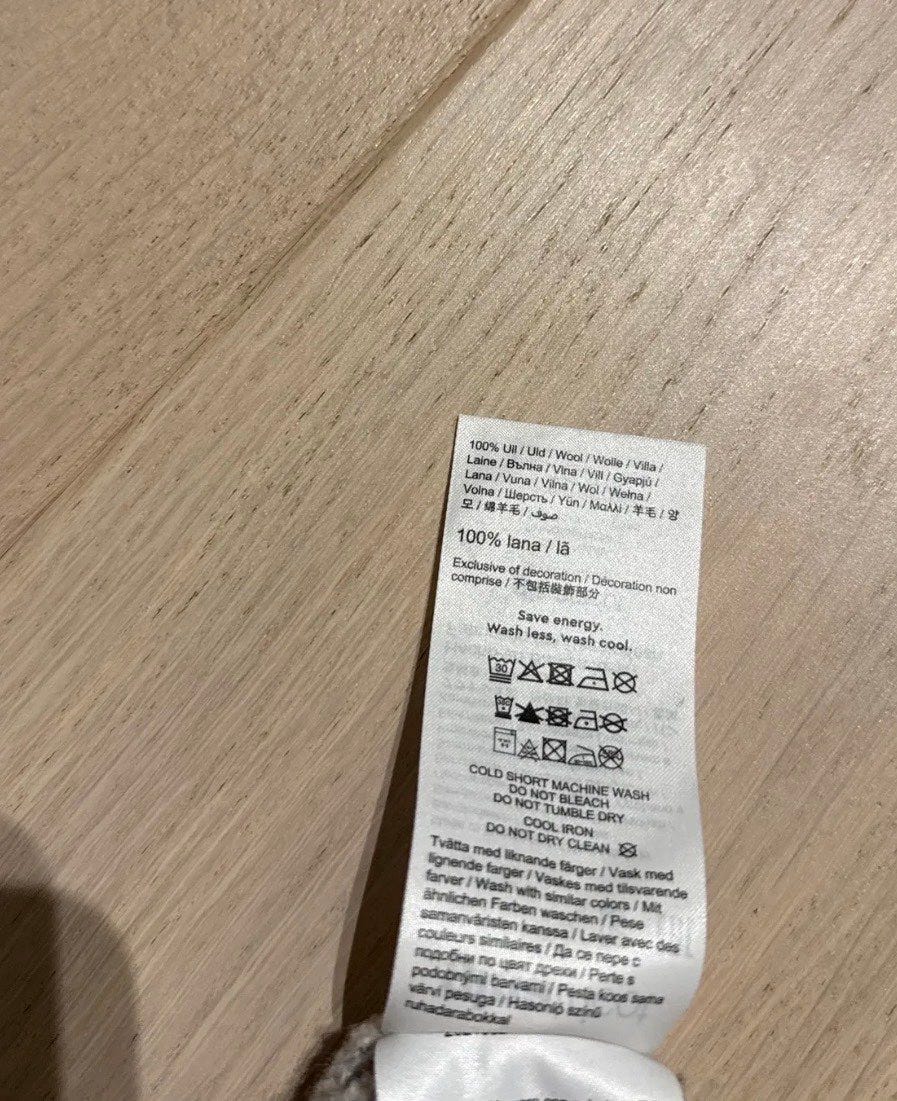 100% Ull / Uld / Wool / Wolle / Villa /
Laine / Вълна / Vlna / Vill / Gyapjú /
Lana / Vuna / Vilna / Wol / Wełna /
Volna / Шерсть / Yün / Μαλλί / 羊毛 / 양
모 / 绵羊毛 / صوف
100% lana / lã
Exclusive of decoration / Décoration non
comprise / 不包括裝飾部分
Save energy.
Wash less, wash cool.
30
COLD SHORT MACHINE WASH
DO NOT BLEACH
DO NOT TUMBLE DRY
COOL IRON
DO NOT DRY CLEAN
Tvätta med liknande färger / Vask med
lignende farger / Vaskes med tilsvarende
farver / Wash with similar colors / Mit
ähnlichen Farben waschen / Pese
samanväristen kanssa / Laver avec des
couleurs similaires / Да се пере с
подобни по цвят дрехи / Perte s
podobnými barvami / Pesta koos sama
värvi pesuga / Hasonló színű
ruhadarabokkal